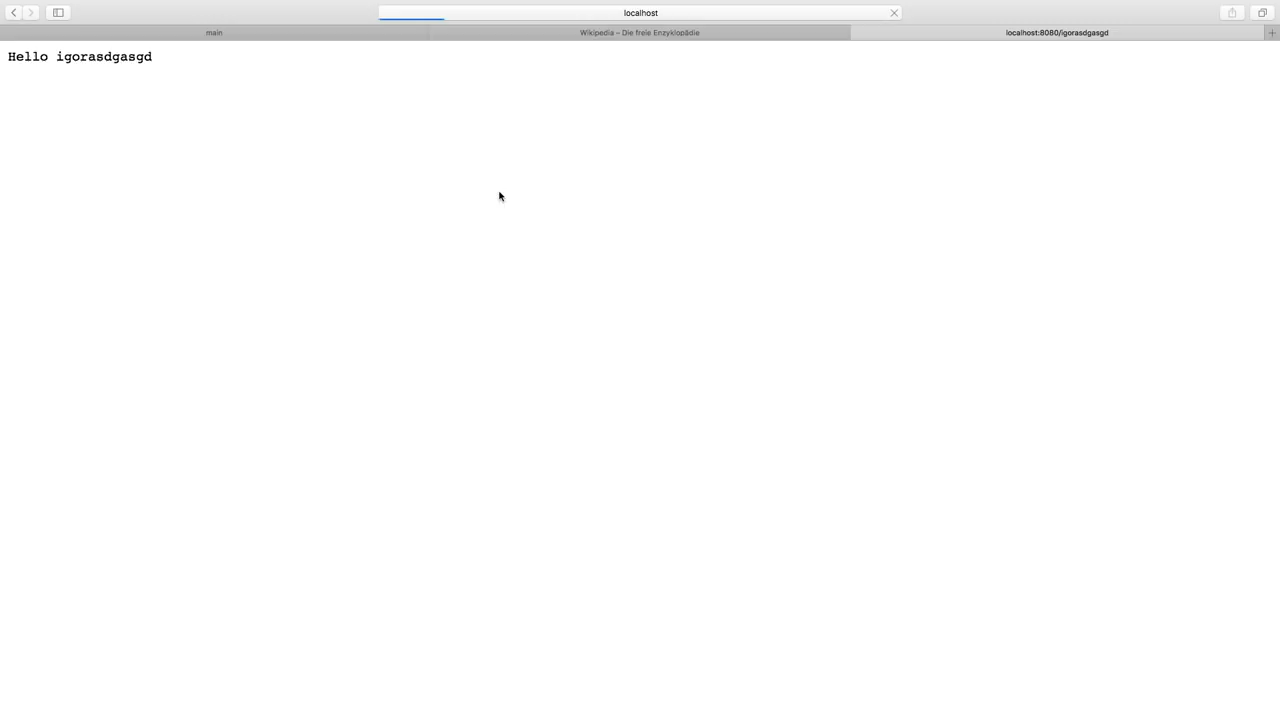 localhost
main
Wikipedia – Die freie Enzyklopädie
localhost:8080/igorasdgasgd
Hello igorasdgasgd